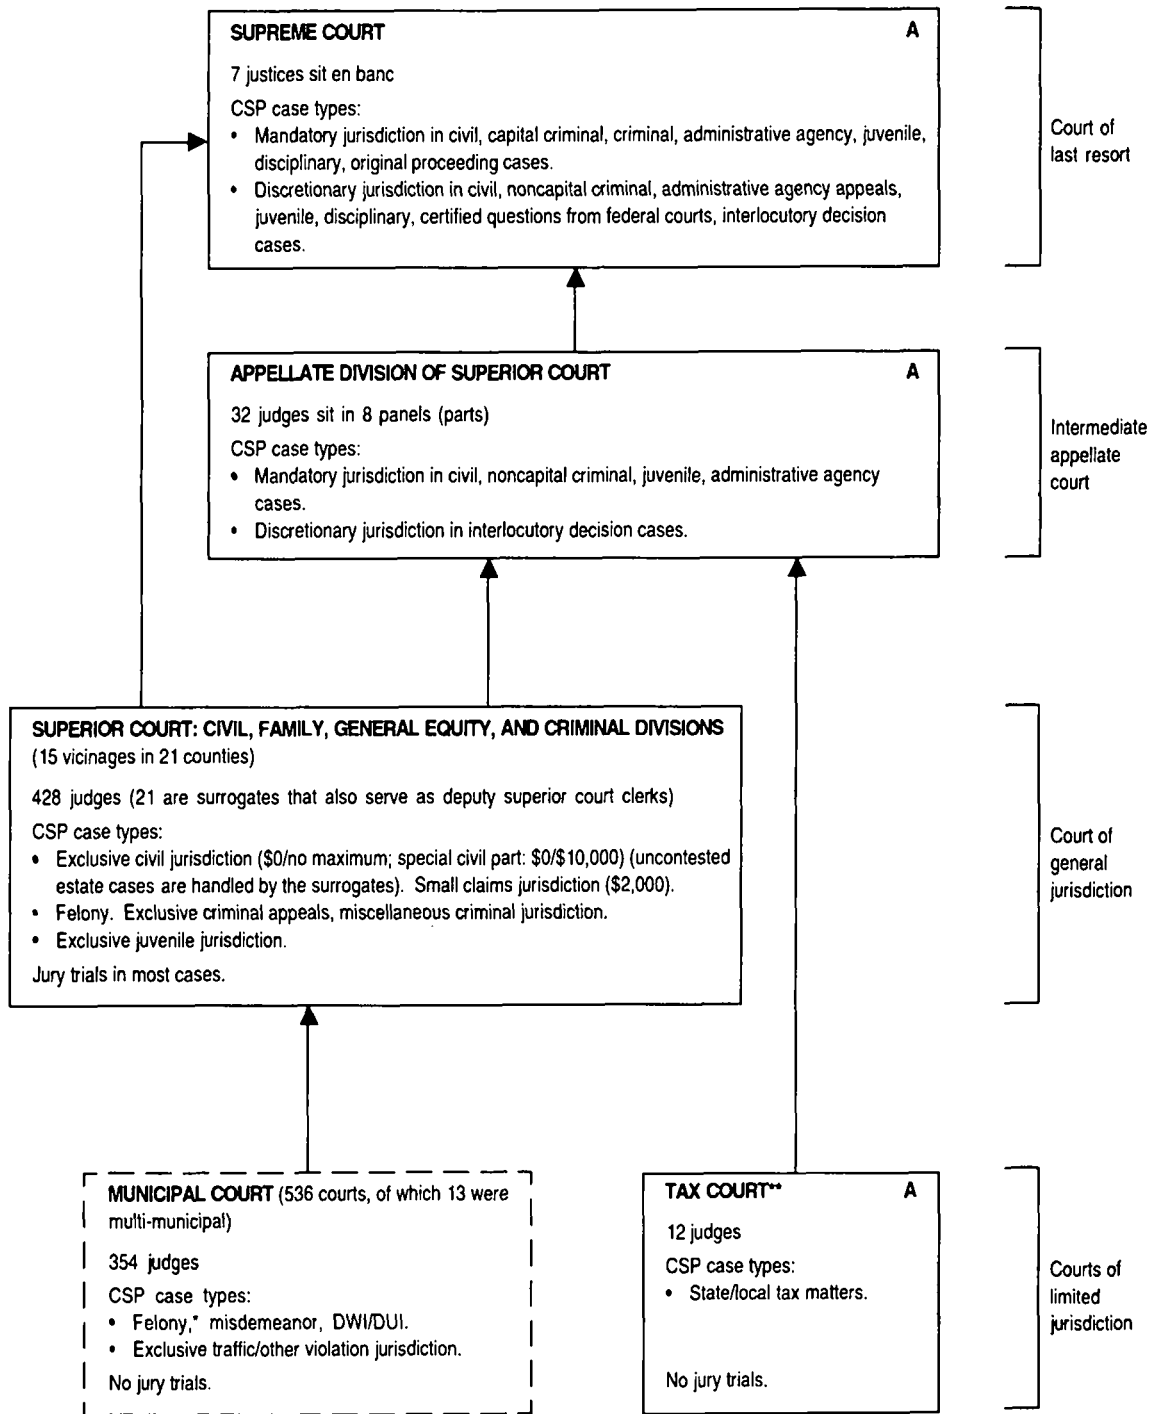 SUPREME COURT A
7 justices sit en banc
CSP case types:
• Mandatory jurisdiction in civil, capital criminal, criminal, administrative agency, juvenile,
disciplinary, original proceeding cases.
• Discretionary jurisdiction in civil, noncapital criminal, administrative agency appeals,
juvenile, disciplinary, certified questions from federal courts, interlocutory decision
cases.
Court of
last resort
APPELLATE DIVISION OF SUPERIOR COURT A
32 judges sit in 8 panels (parts)
CSP case types:
• Mandatory jurisdiction in civil, noncapital criminal, juvenile, administrative agency
cases.
• Discretionary jurisdiction in interlocutory decision cases.
Intermediate
appellate
court
SUPERIOR COURT: CIVIL, FAMILY, GENERAL EQUITY, AND CRIMINAL DIVISIONS
(15 vicinages in 21 counties)
428 judges (21 are surrogates that also serve as deputy superior court clerks)
CSP case types:
• Exclusive civil jurisdiction ($0/no maximum; special civil part: $0/$10,000) (uncontested
estate cases are handled by the surrogates). Small claims jurisdiction ($2,000).
• Felony. Exclusive criminal appeals, miscellaneous criminal jurisdiction.
• Exclusive juvenile jurisdiction.
Jury trials in most cases.
Court of
general
jurisdiction
MUNICIPAL COURT (536 courts, of which 13 were
multi-municipal)
354 judges
CSP case types:
• Felony,* misdemeanor, DWI/DUI.
• Exclusive traffic/other violation jurisdiction.
No jury trials.
TAX COURT** A
12 judges
CSP case types:
• State/local tax matters.
No jury trials.
Courts of
limited
jurisdiction